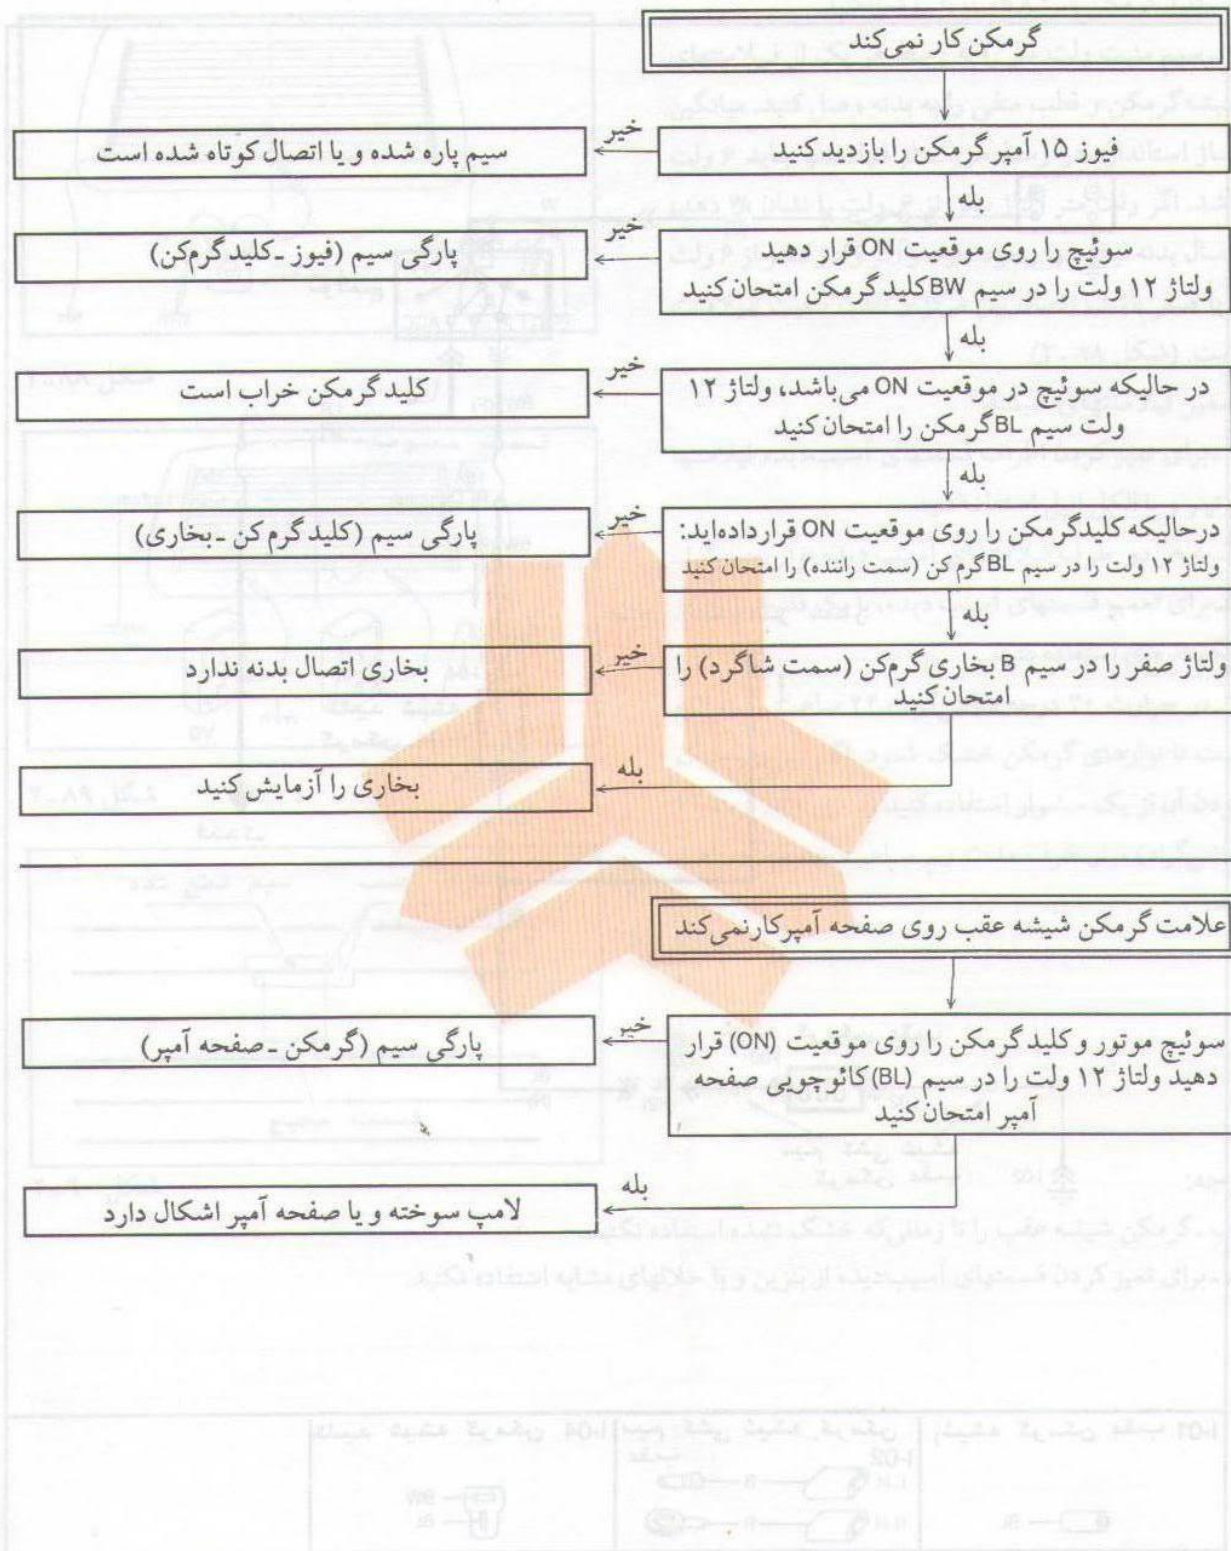 گرمکن کار نمی‌کند
فیوز ۱۵ آمپر گرمکن را بازدید کنید
خیر
سیم پاره شده و یا اتصال کوتاه شده است
بله
سوئیچ را روی موقعیت ON قرار دهید
ولتاژ ۱۲ ولت را در سیم BW کلید گرمکن امتحان کنید
خیر
پارگی سیم (فیوز - کلید گرم‌کن)
بله
در حالیکه سوئیچ در موقعیت ON می‌باشد، ولتاژ ۱۲
ولت سیم BL گرمکن را امتحان کنید
خیر
کلید گرمکن خراب است
بله
درحالیکه کلید گرمکن را روی موقعیت ON قرار داده‌اید:
ولتاژ ۱۲ ولت را در سیم BL گرم کن (سمت راننده) را امتحان کنید
خیر
پارگی سیم (کلید گرم کن - بخاری)
بله
ولتاژ صفر را در سیم B بخاری گرم‌کن (سمت شاگرد) را
امتحان کنید
خیر
بخاری اتصال بدنه ندارد
بله
بخاری را آزمایش کنید
علامت گرمکن شیشه عقب روی صفحه آمپر کار نمی‌کند
سوئیچ موتور و کلید گرمکن را روی موقعیت (ON) قرار
دهید ولتاژ ۱۲ ولت را در سیم (BL) کائوچویی صفحه
آمپر امتحان کنید
خیر
پارگی سیم (گرمکن - صفحه آمپر)
بله
لامپ سوخته و یا صفحه آمپر اشکال دارد